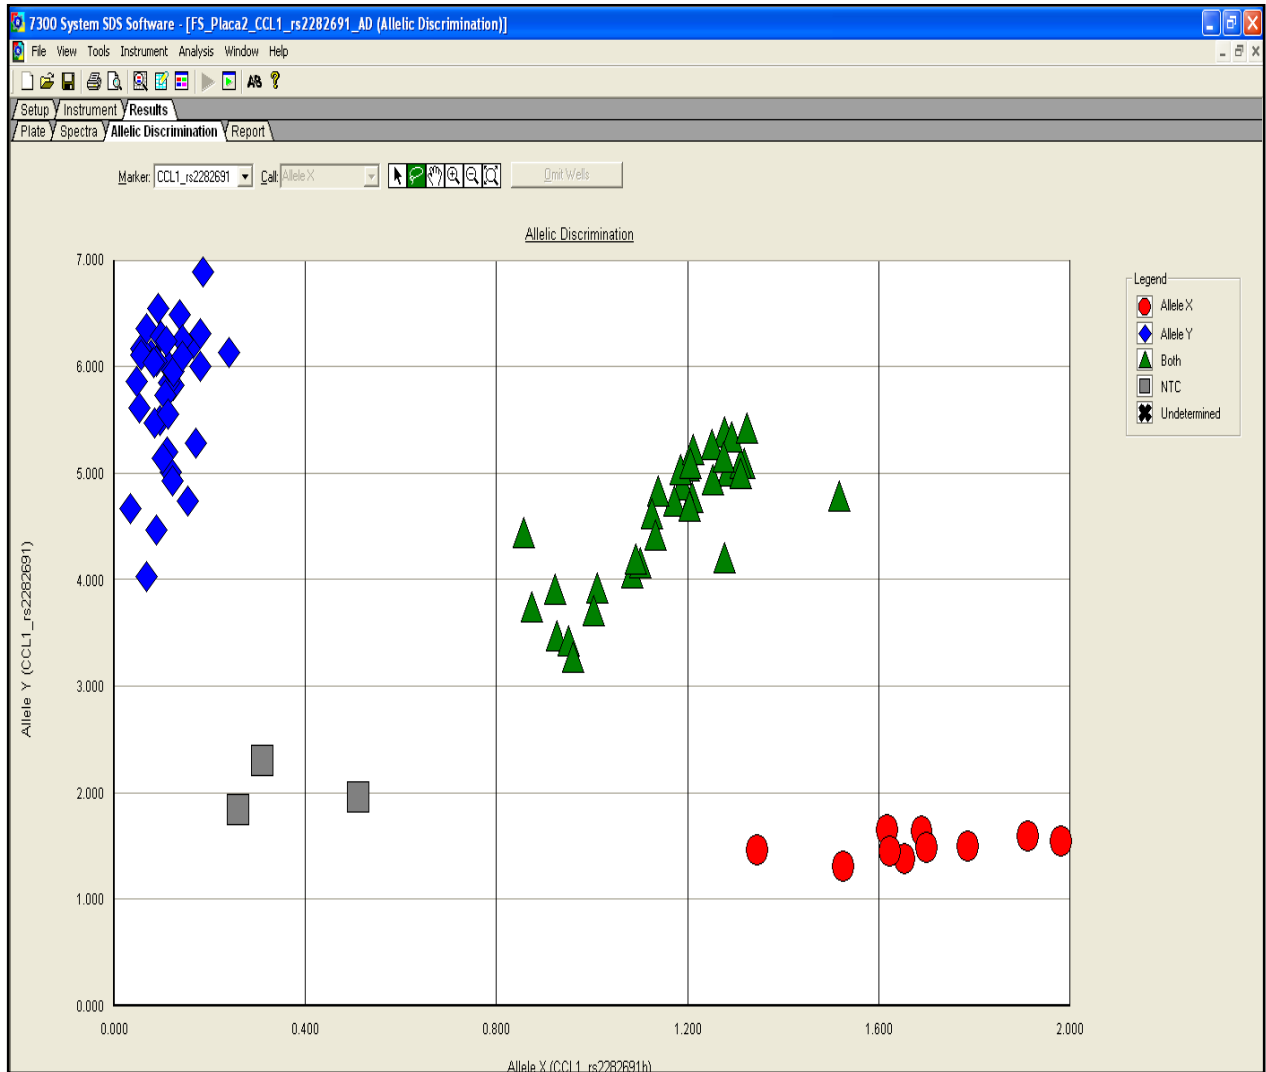 7300 System SDS Software - [FS_Placa2_CCL1_rs2282691_AD (Allelic Discrimination)]
File View Tools Instrument Analysis Window Help
AB ?
Setup Instrument Results
Plate Spectra Allelic Discrimination Report
Marker: CCL1_rs2282691 Call: Allele X Omit Wells
Allelic Discrimination
Legend
Allele X
Allele Y
Both
NTC
Undetermined
7.000
6.000
5.000
4.000
3.000
2.000
1.000
0.000
Allele Y (CCL1_rs2282691)
0.000 0.400 0.800 1.200 1.600 2.000
Allele X (CCL1_rs2282691b)